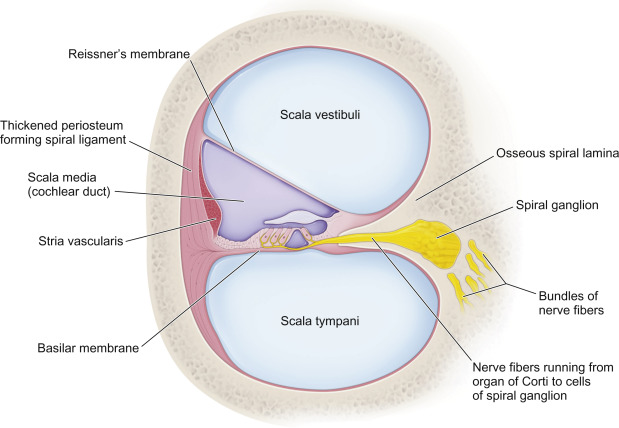 Reissner's membrane
Scala vestibuli
Thickened periosteum
forming spiral ligament
Osseous spiral lamina
Scala media
(cochlear duct)
Spiral ganglion
Stria vascularis
Bundles of
nerve fibers
Scala tympani
Basilar membrane
Nerve fibers running from
organ of Corti to cells
of spiral ganglion